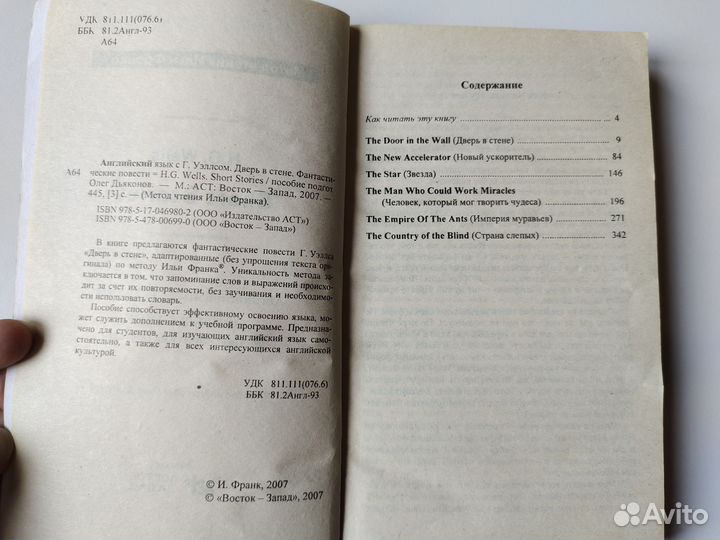 УДК 811.111(076.6)
ББК 81.2Англ-93
А64
Английский язык с Г. Уэллсом. Дверь в стене. Фантасти-
А64 ческие повести = H.G. Wells. Short Stories / пособие подгот.
Олег Дьяконов. – М.: АСТ: Восток – Запад, 2007. –
445, [3] с. — (Метод чтения Ильи Франка).
ISBN 978-5-17-046980-2 (ООО «Издательство АСТ»)
ISBN 978-5-478-00699-0 (ООО «Восток – Запад»)
В книге предлагаются фантастические повести Г. Уэллса
«Дверь в стене», адаптированные (без упрощения текста ори-
гинала) по методу Ильи Франка®. Уникальность метода за-
ключается в том, что запоминание слов и выражений происхо-
дит за счет их повторяемости, без заучивания и необходимо-
сти использовать словарь.
Пособие способствует эффективному освоению языка, мо-
жет служить дополнением к учебной программе. Предназна-
чено для студентов, для изучающих английский язык само-
стоятельно, а также для всех интересующихся английской
культурой.
УДК 811.111(076.6)
ББК 81.2Англ-93
© И. Франк, 2007
© «Восток – Запад», 2007
Содержание
Как читать эту книгу 4
The Door in the Wall (Дверь в стене) 9
The New Accelerator (Новый ускоритель) 84
The Star (Звезда) 146
The Man Who Could Work Miracles
(Человек, который мог творить чудеса) 196
The Empire Of The Ants (Империя муравьев) 271
The Country of the Blind (Страна слепых) 342
Avito